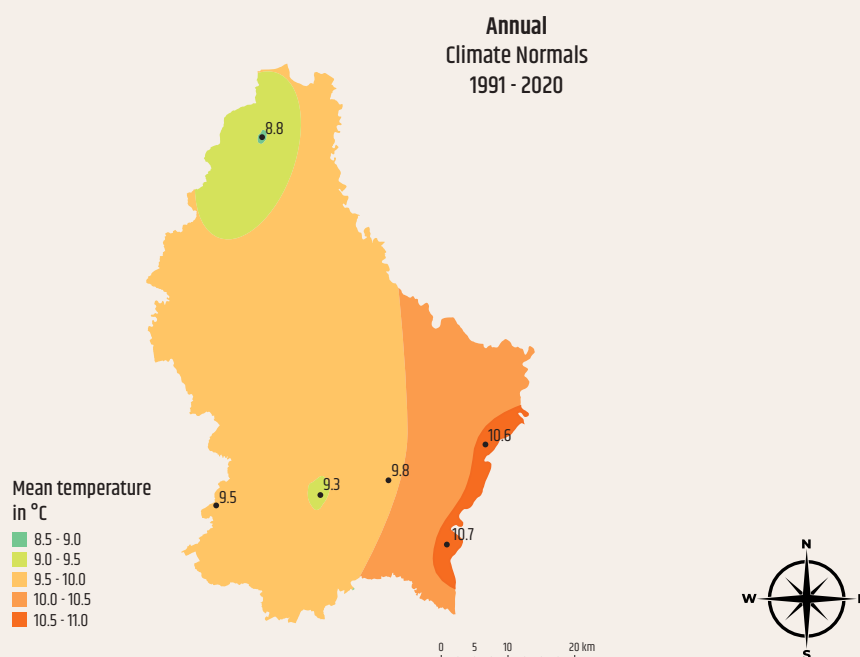 Annual
Climate Normals
1991 - 2020
8.8
10.6
9.8
9.3
9.5
10.7
Mean temperature
in °C
8.5 - 9.0
9.0 - 9.5
9.5 - 10.0
10.0 - 10.5
10.5 - 11.0
N
W
S
0 5 10 20 km